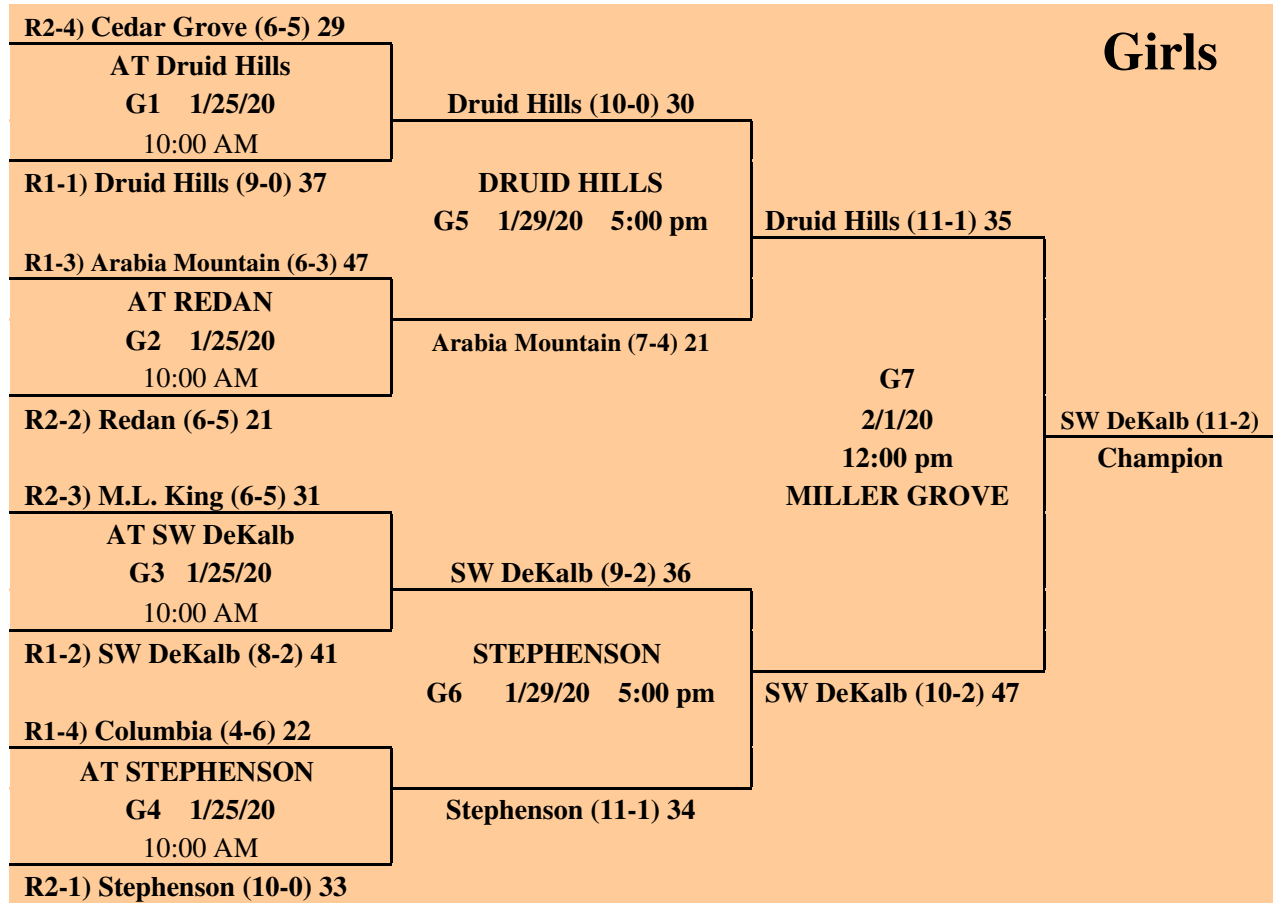 R2-4) Cedar Grove (6-5) 29
Girls
AT Druid Hills
G1 1/25/20
Druid Hills (10-0) 30
10:00 AM
R1-1) Druid Hills (9-0) 37
DRUID HILLS
G5 1/29/20 5:00 pm
Druid Hills (11-1) 35
R1-3) Arabia Mountain (6-3) 47
AT REDAN
G2 1/25/20
Arabia Mountain (7-4) 21
10:00 AM
G7
R2-2) Redan (6-5) 21
2/1/20
SW DeKalb (11-2)
12:00 pm
Champion
R2-3) M.L. King (6-5) 31
MILLER GROVE
AT SW DeKalb
G3 1/25/20
SW DeKalb (9-2) 36
10:00 AM
R1-2) SW DeKalb (8-2) 41
STEPHENSON
G6 1/29/20 5:00 pm
SW DeKalb (10-2) 47
R1-4) Columbia (4-6) 22
AT STEPHENSON
G4 1/25/20
Stephenson (11-1) 34
10:00 AM
R2-1) Stephenson (10-0) 33